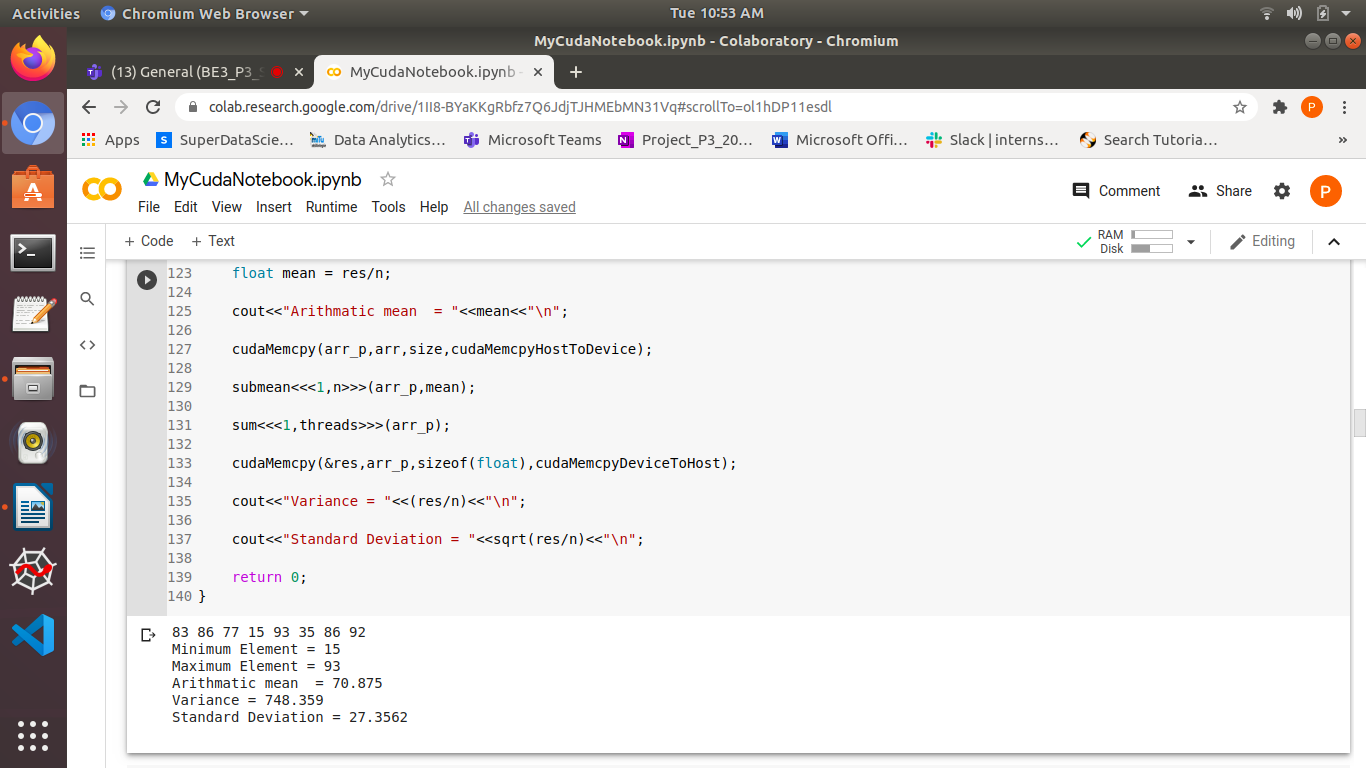 Activities Chromium Web Browser Tue 10:53 AM
MyCudaNotebook.ipynb - Colaboratory - Chromium
(13) General (BE3_P3_ MyCudaNotebook.ipynb -
colab.research.google.com/drive/1II8-BYaKKgRbfz7Q6JdjTJHMEbMN31Vq#scrollTo=ol1hDP11esdl P
Apps S SuperDataScie... Data Analytics... Microsoft Teams Project_P3_20... Microsoft Offi... Slack | interns... Search Tutoria... »
MyCudaNotebook.ipynb
Comment Share P
File Edit View Insert Runtime Tools Help All changes saved
+ Code + Text RAM Disk Editing
123 float mean = res/n;
124
125 cout<<"Arithmatic mean  = "<<mean<<"\n";
126
127 cudaMemcpy(arr_p,arr,size,cudaMemcpyHostToDevice);
128
129 submean<<<1,n>>>(arr_p,mean);
130
131 sum<<<1,threads>>>(arr_p);
132
133 cudaMemcpy(&res,arr_p,sizeof(float),cudaMemcpyDeviceToHost);
134
135 cout<<"Variance = "<<(res/n)<<"\n";
136
137 cout<<"Standard Deviation = "<<sqrt(res/n)<<"\n";
138
139 return 0;
140 }
83 86 77 15 93 35 86 92
Minimum Element = 15
Maximum Element = 93
Arithmatic mean  = 70.875
Variance = 748.359
Standard Deviation = 27.3562